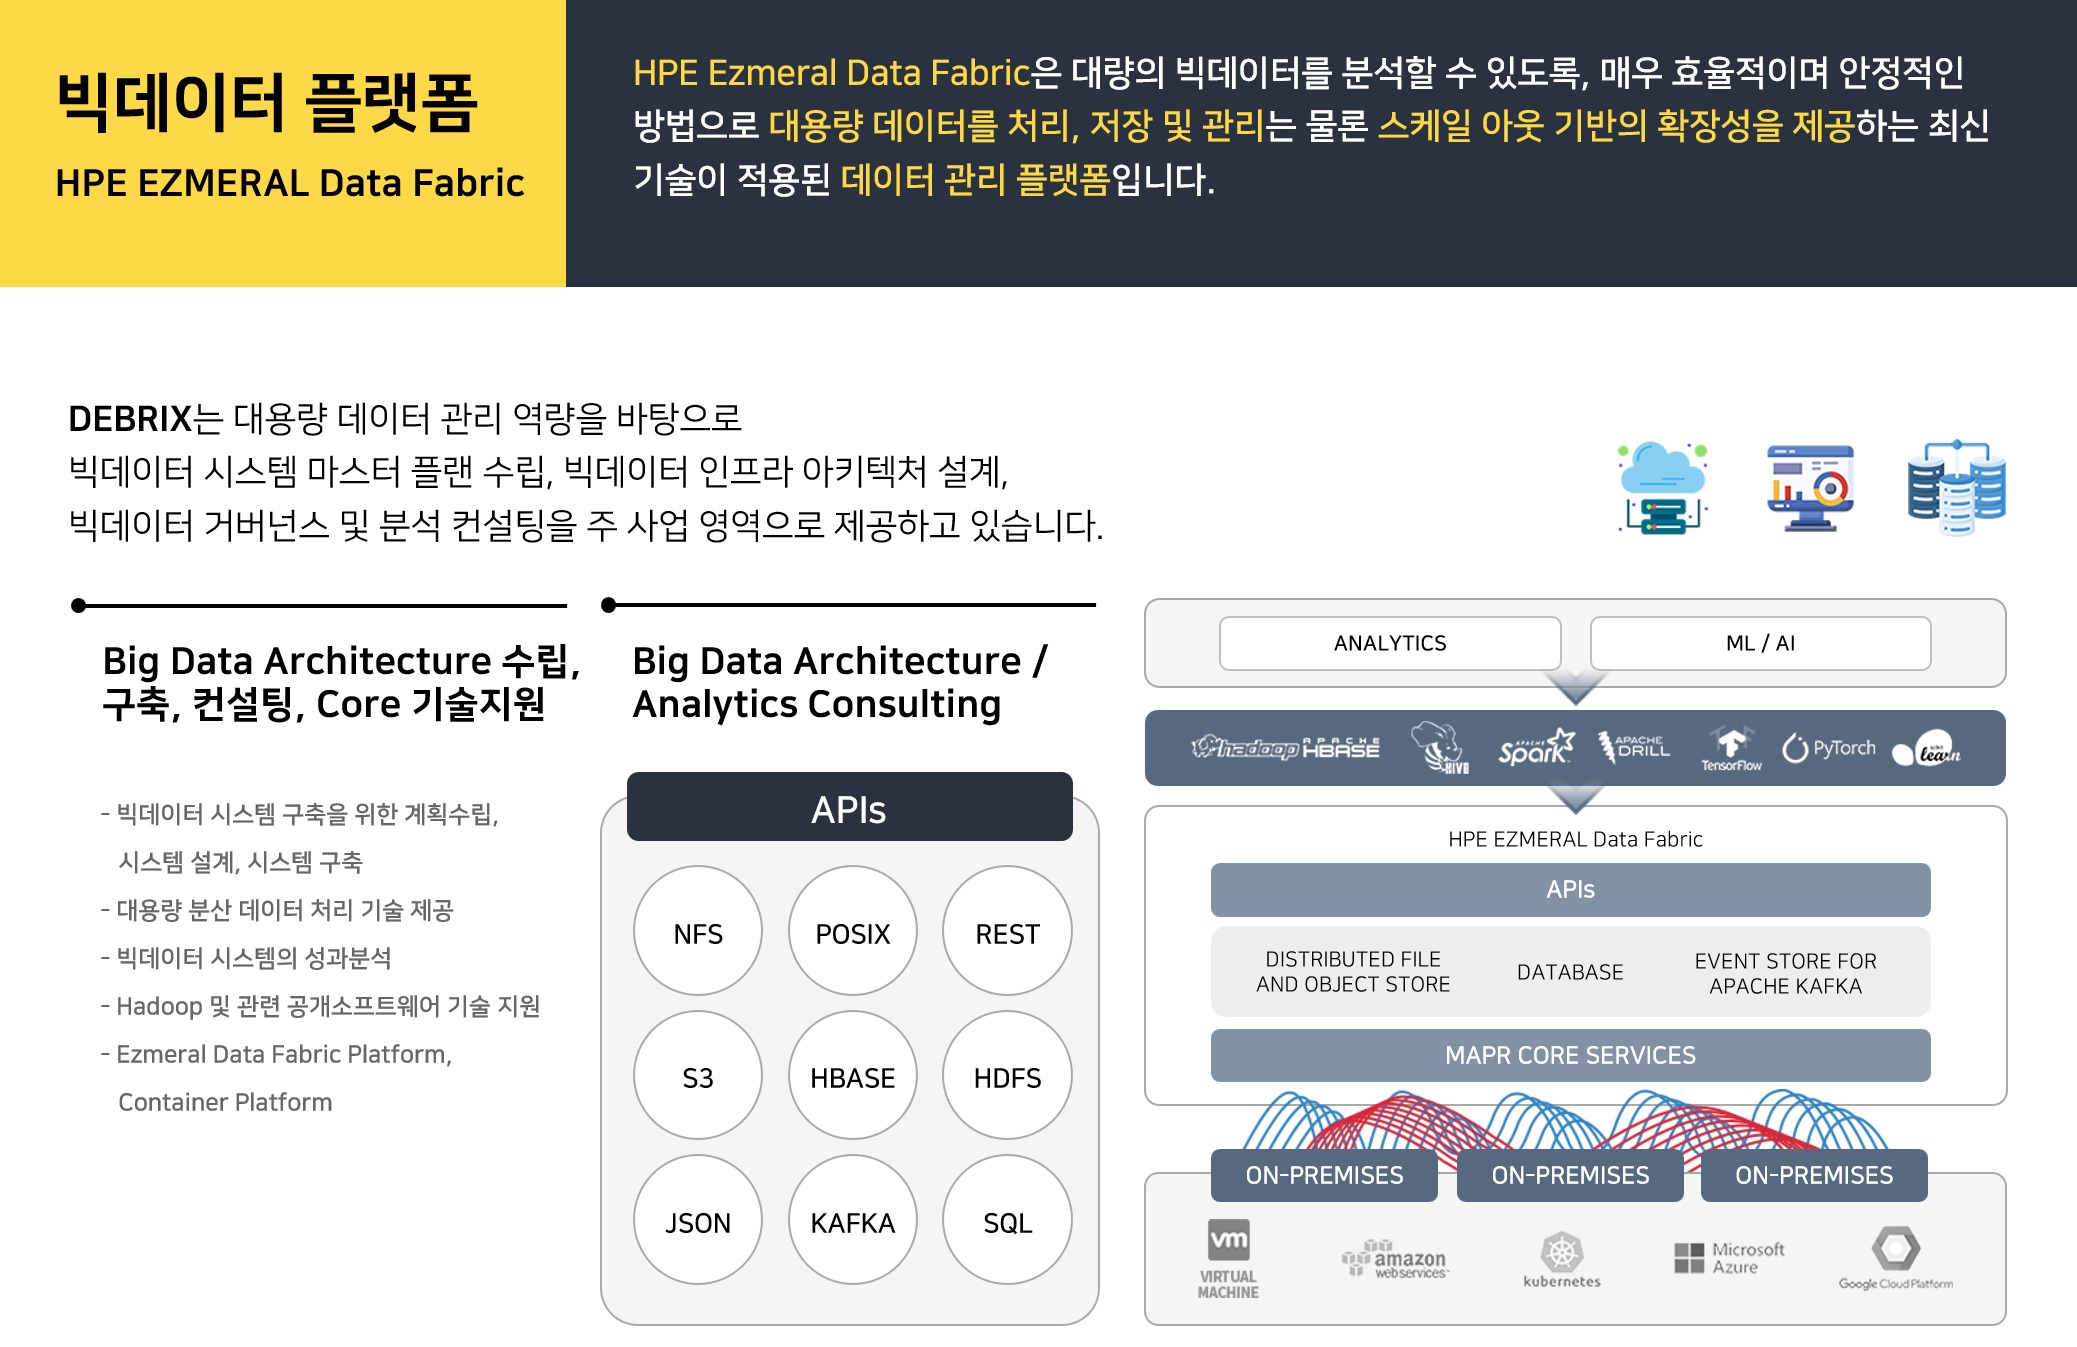 빅데이터 플랫폼
HPE EZMERAL Data Fabric
HPE Ezmeral Data Fabric은 대량의 빅데이터를 분석할 수 있도록, 매우 효율적이며 안정적인
방법으로 대용량 데이터를 처리, 저장 및 관리는 물론 스케일 아웃 기반의 확장성을 제공하는 최신
기술이 적용된 데이터 관리 플랫폼입니다.
DEBRIX는 대용량 데이터 관리 역량을 바탕으로
빅데이터 시스템 마스터 플랜 수립, 빅데이터 인프라 아키텍처 설계,
빅데이터 거버넌스 및 분석 컨설팅을 주 사업 영역으로 제공하고 있습니다.
Big Data Architecture 수립,
구축, 컨설팅, Core 기술지원
- 빅데이터 시스템 구축을 위한 계획수립,
시스템 설계, 시스템 구축
- 대용량 분산 데이터 처리 기술 제공
- 빅데이터 시스템의 성과분석
- Hadoop 및 관련 공개소프트웨어 기술 지원
- Ezmeral Data Fabric Platform,
Container Platform
Big Data Architecture /
Analytics Consulting
APIs
NFS POSIX REST
S3 HBASE HDFS
JSON KAFKA SQL
ANALYTICS ML / AI
hadoop APACHE HBASE HIVE APACHE Spark APACHE DRILL TensorFlow PyTorch scikit learn
HPE EZMERAL Data Fabric
APIs
DISTRIBUTED FILE
AND OBJECT STORE
DATABASE
EVENT STORE FOR
APACHE KAFKA
MAPR CORE SERVICES
ON-PREMISES ON-PREMISES ON-PREMISES
vm
VIRTUAL
MACHINE
amazon
webservices™
kubernetes
Microsoft
Azure
Google Cloud Platform